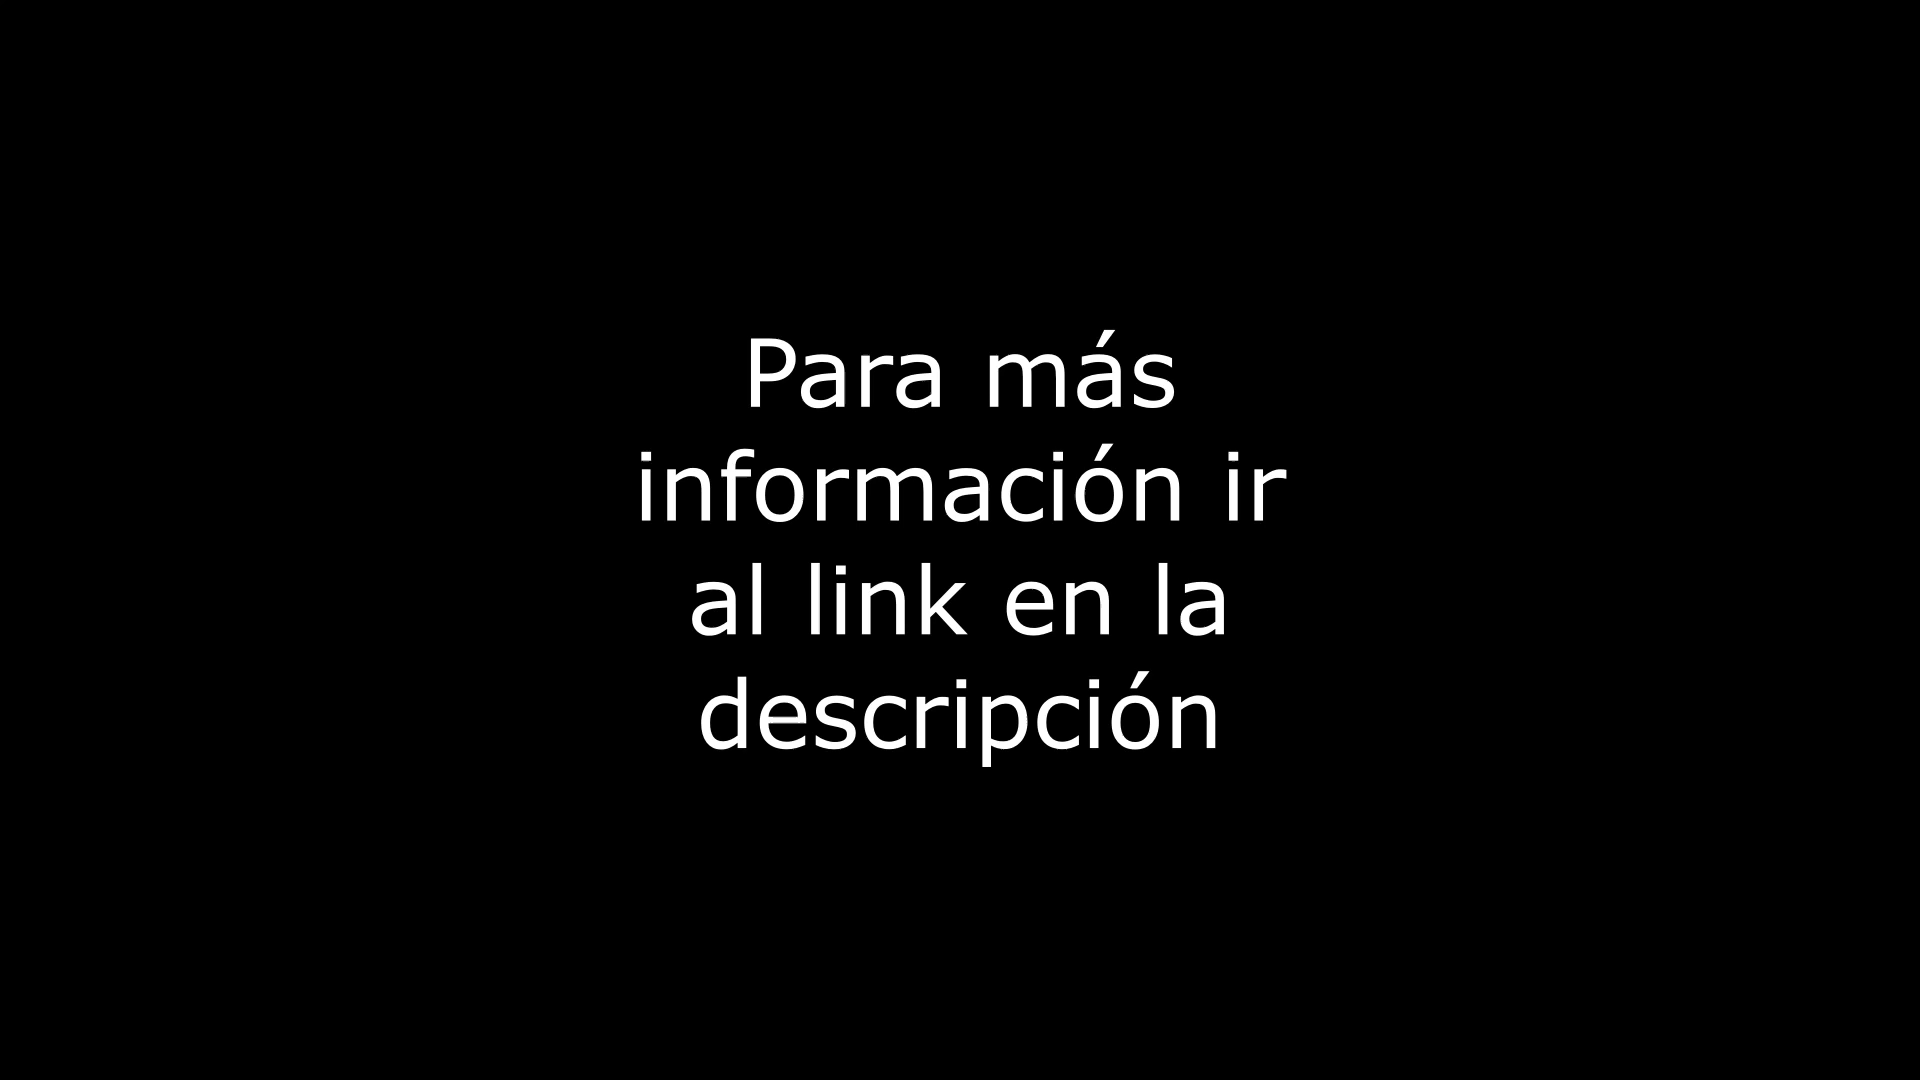 Para más
información ir
al link en la
descripción